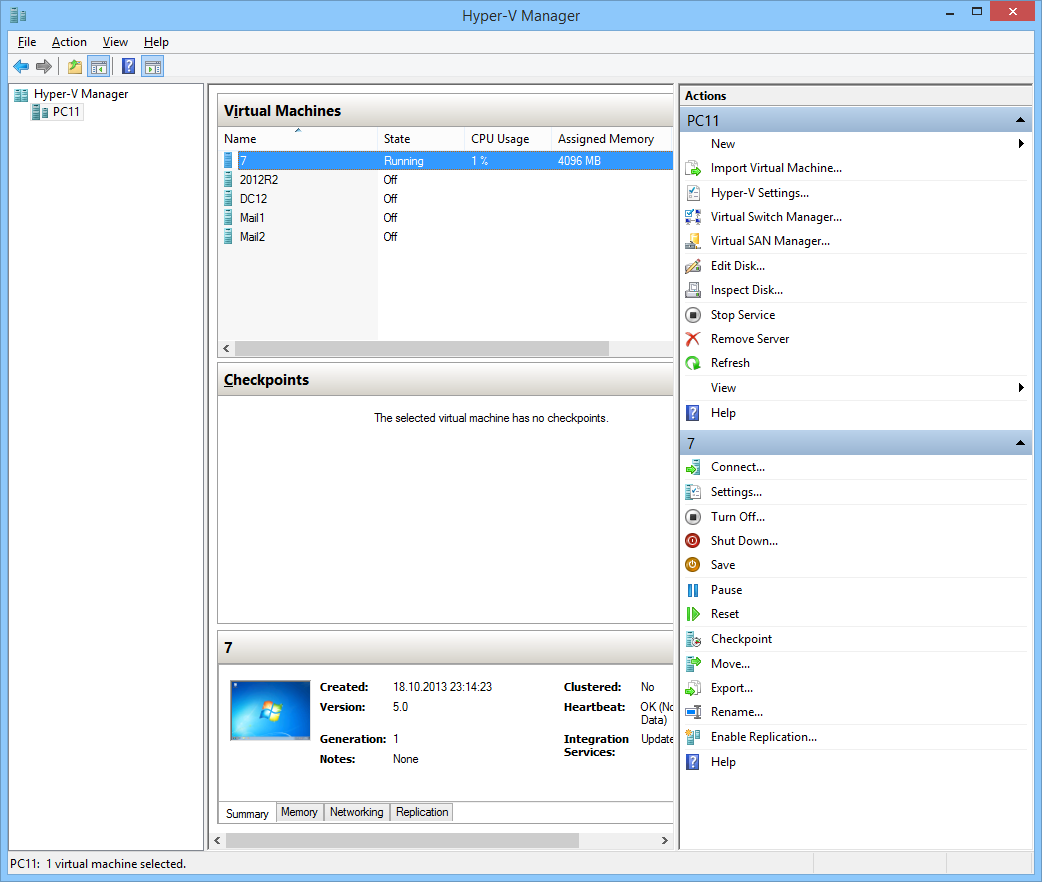 Hyper-V Manager
File Action View Help
Hyper-V Manager
PC11
Virtual Machines
Name State CPU Usage Assigned Memory
7 Running 1 % 4096 MB
2012R2 Off
DC12 Off
Mail1 Off
Mail2 Off
Checkpoints
The selected virtual machine has no checkpoints.
7
Created: 18.10.2013 23:14:23 Clustered: No
Version: 5.0 Heartbeat: OK (No
Data)
Generation: 1 Integration Update
Services:
Notes: None
Summary Memory Networking Replication
Actions
PC11
New
Import Virtual Machine...
Hyper-V Settings...
Virtual Switch Manager...
Virtual SAN Manager...
Edit Disk...
Inspect Disk...
Stop Service
Remove Server
Refresh
View
Help
7
Connect...
Settings...
Turn Off...
Shut Down...
Save
Pause
Reset
Checkpoint
Move...
Export...
Rename...
Enable Replication...
Help
PC11: 1 virtual machine selected.